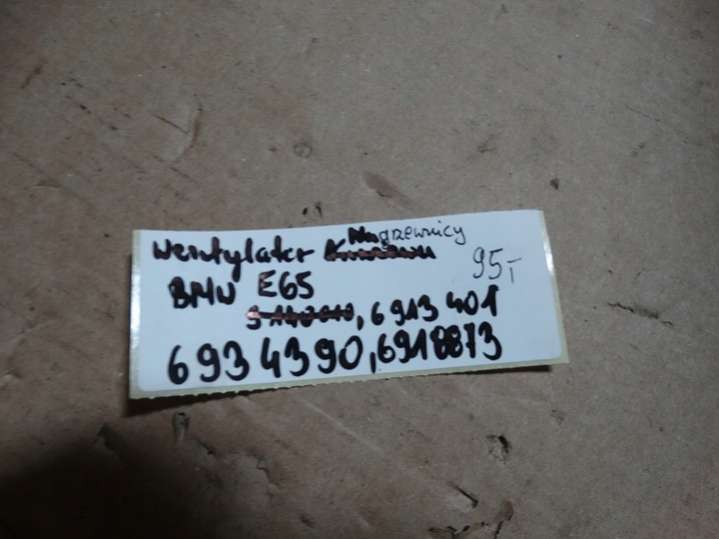 Wentylator Nagrzewnicy
BMW E65 95T
, 6913401
6934390, 6918873